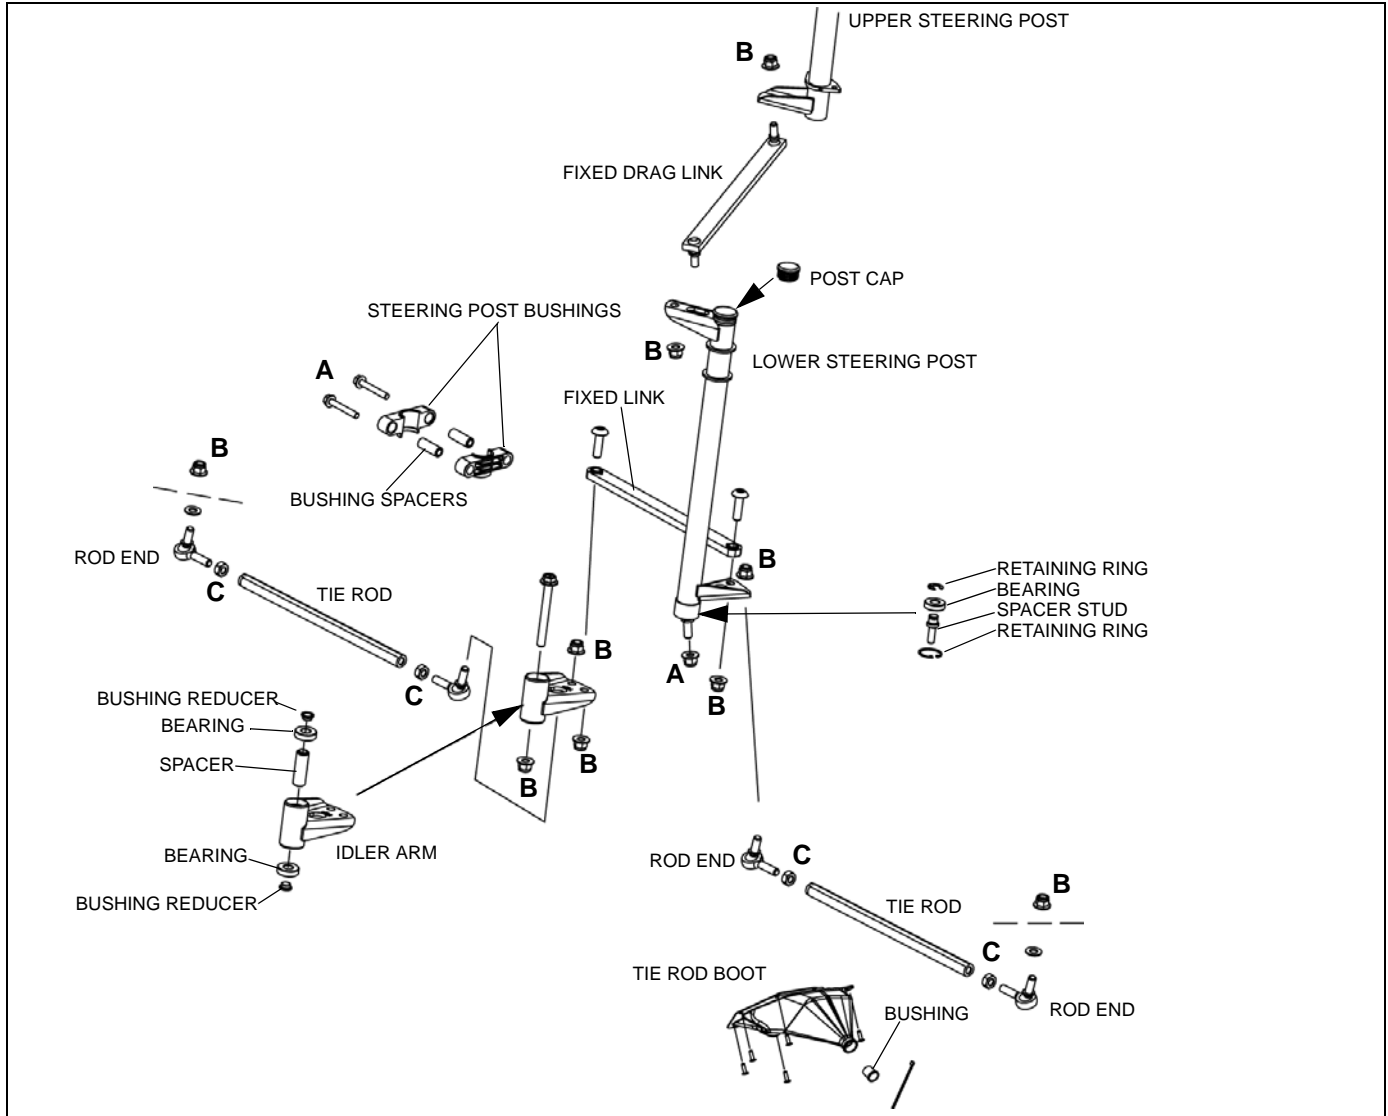 UPPER STEERING POST
B
FIXED DRAG LINK
POST CAP
STEERING POST BUSHINGS
B
LOWER STEERING POST
A
FIXED LINK
B
BUSHING SPACERS
ROD END
B
RETAINING RING
BEARING
SPACER STUD
RETAINING RING
C
TIE ROD
B
A
C
B
BUSHING REDUCER
BEARING
SPACER
B
B
BEARING
IDLER ARM
BUSHING REDUCER
ROD END
C
B
TIE ROD
C
TIE ROD BOOT
BUSHING
ROD END